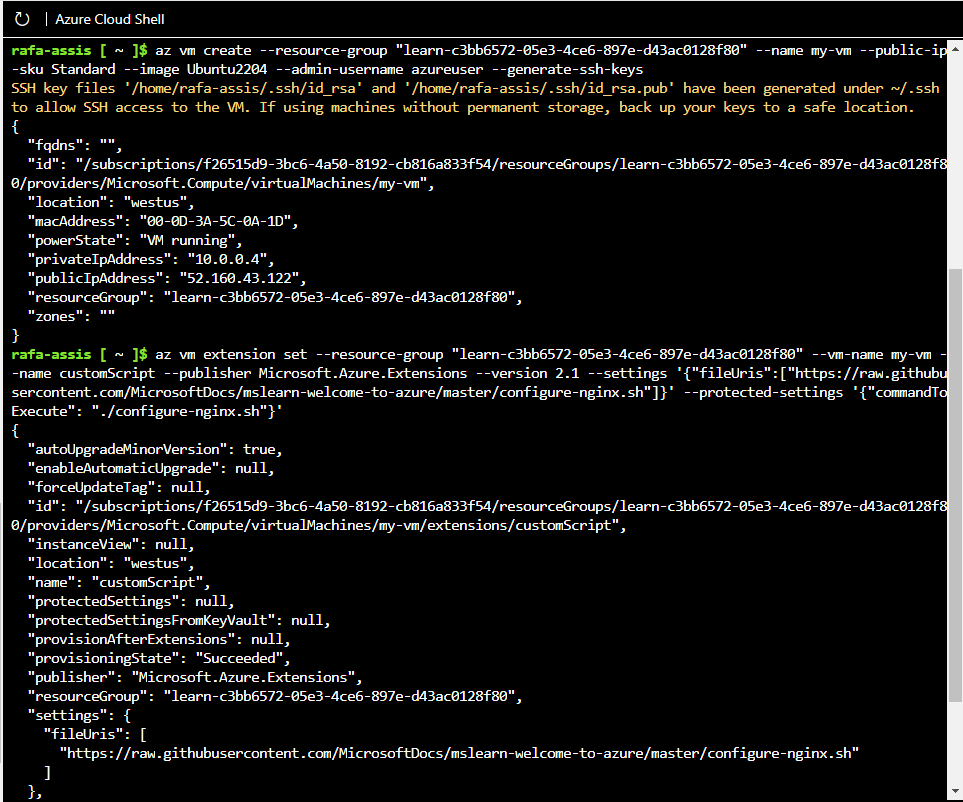 Azure Cloud Shell
rafa-assis [ ~ ]$ az vm create --resource-group "learn-c3bb6572-05e3-4ce6-897e-d43ac0128f80" --name my-vm --public-ip
-sku Standard --image Ubuntu2204 --admin-username azureuser --generate-ssh-keys
SSH key files '/home/rafa-assis/.ssh/id_rsa' and '/home/rafa-assis/.ssh/id_rsa.pub' have been generated under ~/.ssh
to allow SSH access to the VM. If using machines without permanent storage, back up your keys to a safe location.
{
  "fqdns": "",
  "id": "/subscriptions/f26515d9-3bc6-4a50-8192-cb816a833f54/resourceGroups/learn-c3bb6572-05e3-4ce6-897e-d43ac0128f8
0/providers/Microsoft.Compute/virtualMachines/my-vm",
  "location": "westus",
  "macAddress": "00-0D-3A-5C-0A-1D",
  "powerState": "VM running",
  "privateIpAddress": "10.0.0.4",
  "publicIpAddress": "52.160.43.122",
  "resourceGroup": "learn-c3bb6572-05e3-4ce6-897e-d43ac0128f80",
  "zones": ""
}
rafa-assis [ ~ ]$ az vm extension set --resource-group "learn-c3bb6572-05e3-4ce6-897e-d43ac0128f80" --vm-name my-vm -
-name customScript --publisher Microsoft.Azure.Extensions --version 2.1 --settings '{"fileUris":["https://raw.githubu
sercontent.com/MicrosoftDocs/mslearn-welcome-to-azure/master/configure-nginx.sh"]}' --protected-settings '{"commandTo
Execute": "./configure-nginx.sh"}'
{
  "autoUpgradeMinorVersion": true,
  "enableAutomaticUpgrade": null,
  "forceUpdateTag": null,
  "id": "/subscriptions/f26515d9-3bc6-4a50-8192-cb816a833f54/resourceGroups/learn-c3bb6572-05e3-4ce6-897e-d43ac0128f8
0/providers/Microsoft.Compute/virtualMachines/my-vm/extensions/customScript",
  "instanceView": null,
  "location": "westus",
  "name": "customScript",
  "protectedSettings": null,
  "protectedSettingsFromKeyVault": null,
  "provisionAfterExtensions": null,
  "provisioningState": "Succeeded",
  "publisher": "Microsoft.Azure.Extensions",
  "resourceGroup": "learn-c3bb6572-05e3-4ce6-897e-d43ac0128f80",
  "settings": {
    "fileUris": [
      "https://raw.githubusercontent.com/MicrosoftDocs/mslearn-welcome-to-azure/master/configure-nginx.sh"
    ]
  },